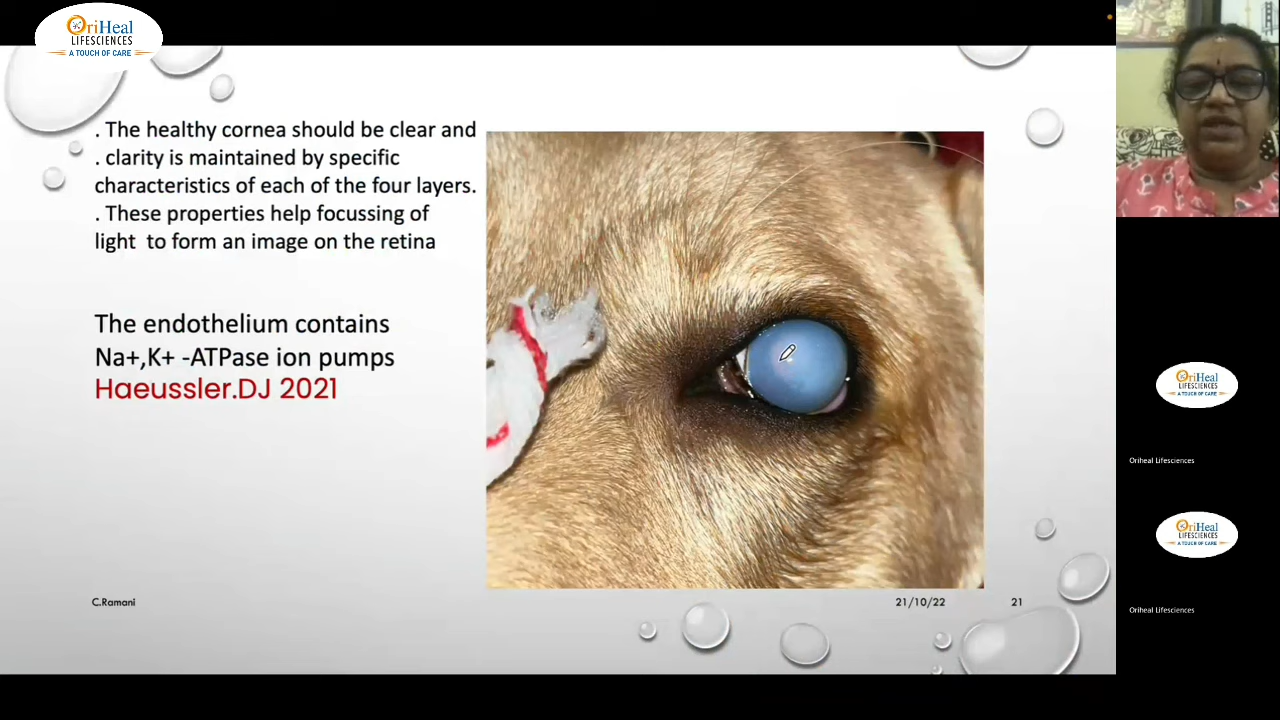 OriHeal
LIFESCIENCES
A TOUCH OF CARE
. The healthy cornea should be clear and
. clarity is maintained by specific
characteristics of each of the four layers.
. These properties help focussing of
light to form an image on the retina
The endothelium contains
Na+,K+ -ATPase ion pumps
Haeussler.DJ 2021
C.Ramani
21/10/22
21
OriHeal
LIFESCIENCES
A TOUCH OF CARE
Oriheal Lifesciences
OriHeal
LIFESCIENCES
A TOUCH OF CARE
Oriheal Lifesciences